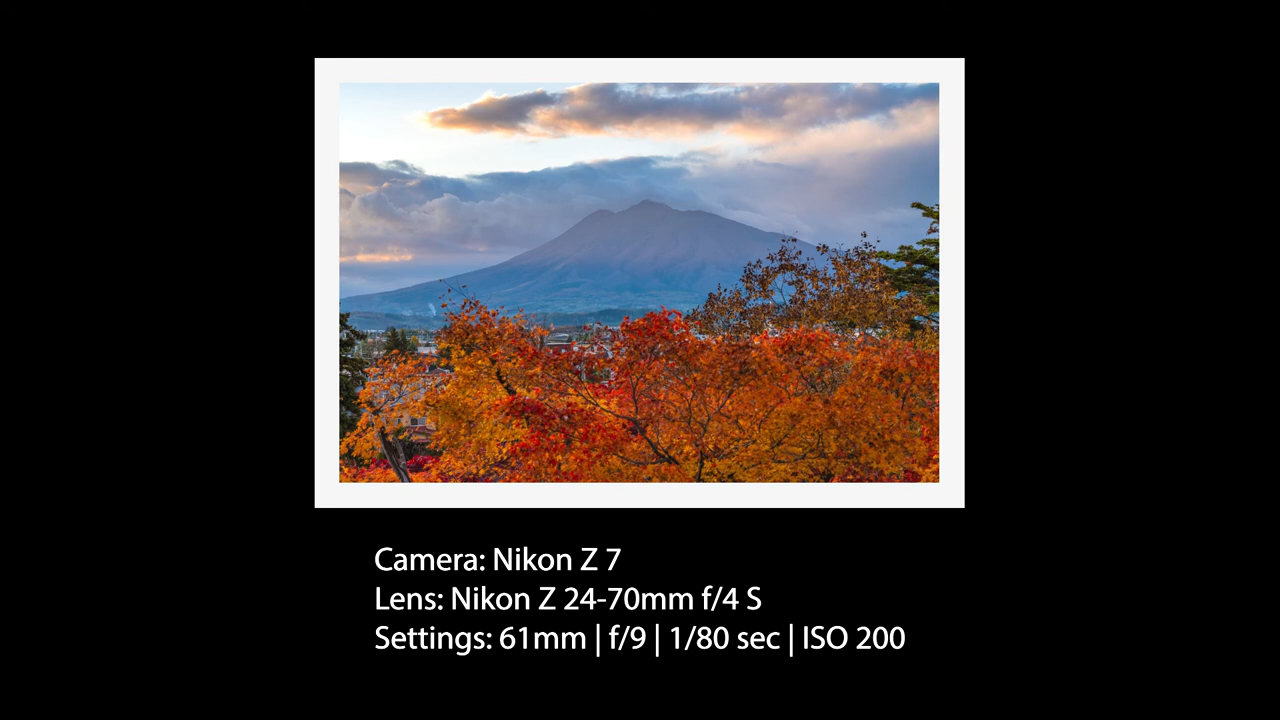 Camera: Nikon Z 7
Lens: Nikon Z 24-70mm f/4 S
Settings: 61mm | f/9 | 1/80 sec | ISO 200